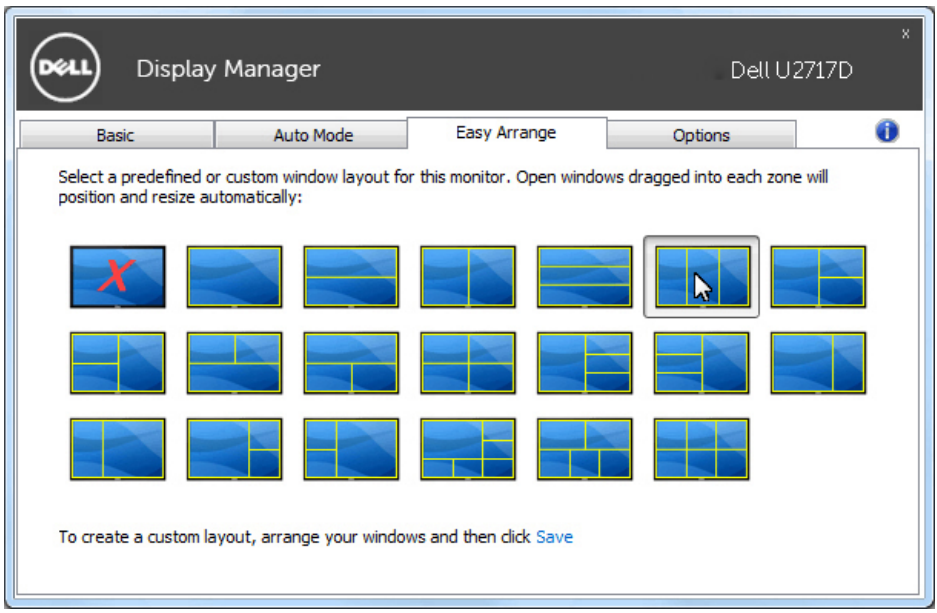 x
DELL
Display Manager
Dell U2717D
Basic
Auto Mode
Easy Arrange
Options
i
Select a predefined or custom window layout for this monitor. Open windows dragged into each zone will
position and resize automatically:
X
To create a custom layout, arrange your windows and then click Save